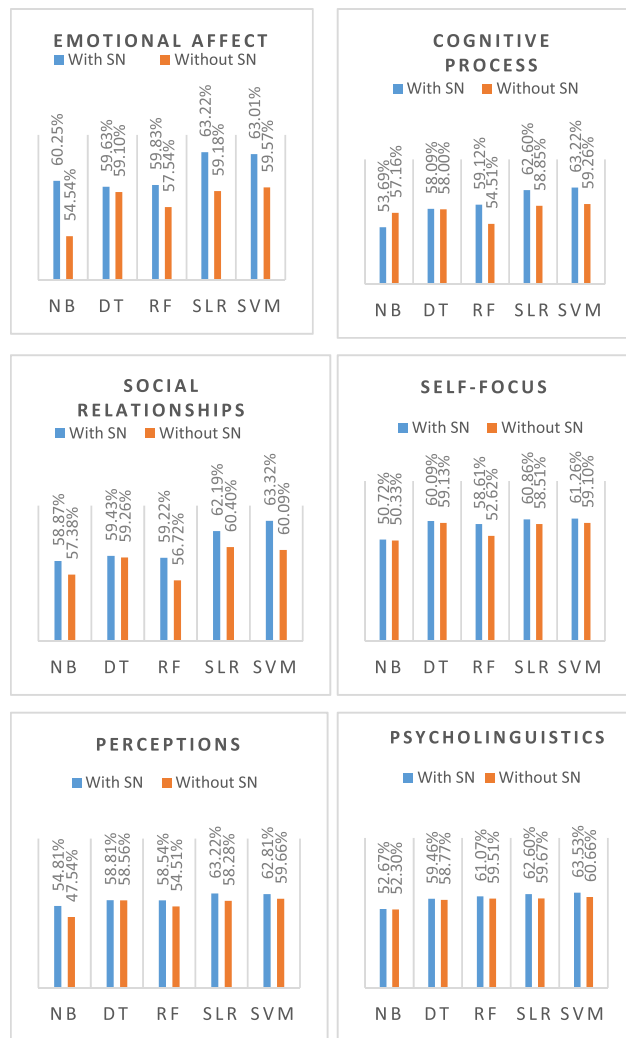 EMOTIONAL AFFECT
With SN Without SN
60.25% 54.54% 59.63% 59.10% 59.83% 57.54% 63.22% 59.18% 63.01% 59.57%
NB DT RF SLR SVM
COGNITIVE
PROCESS
With SN Without SN
53.69% 57.16% 58.09% 58.00% 59.12% 54.51% 62.60% 58.85% 63.22% 59.26%
NB DT RF SLR SVM
SOCIAL
RELATIONSHIPS
With SN Without SN
58.87% 57.38% 59.43% 59.26% 59.22% 56.72% 62.19% 60.40% 63.32% 60.09%
NB DT RF SLR SVM
SELF-FOCUS
With SN Without SN
50.72% 50.33% 60.09% 59.13% 58.61% 52.62% 60.86% 58.51% 61.26% 59.10%
NB DT RF SLR SVM
PERCEPTIONS
With SN Without SN
54.81% 47.54% 58.81% 58.56% 58.54% 54.51% 63.22% 58.28% 62.81% 59.66%
NB DT RF SLR SVM
PSYCHOLINGUISTICS
With SN Without SN
52.67% 52.30% 59.46% 58.77% 61.07% 59.51% 62.60% 59.67% 63.53% 60.66%
NB DT RF SLR SVM